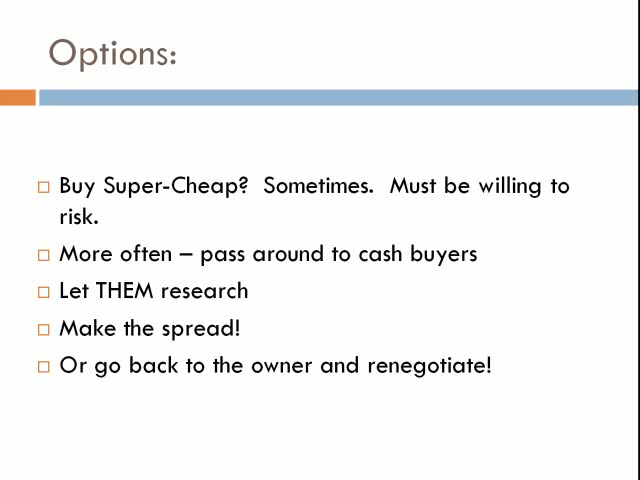 Options:
Buy Super-Cheap?  Sometimes.  Must be willing to
risk.
More often – pass around to cash buyers
Let THEM research
Make the spread!
Or go back to the owner and renegotiate!